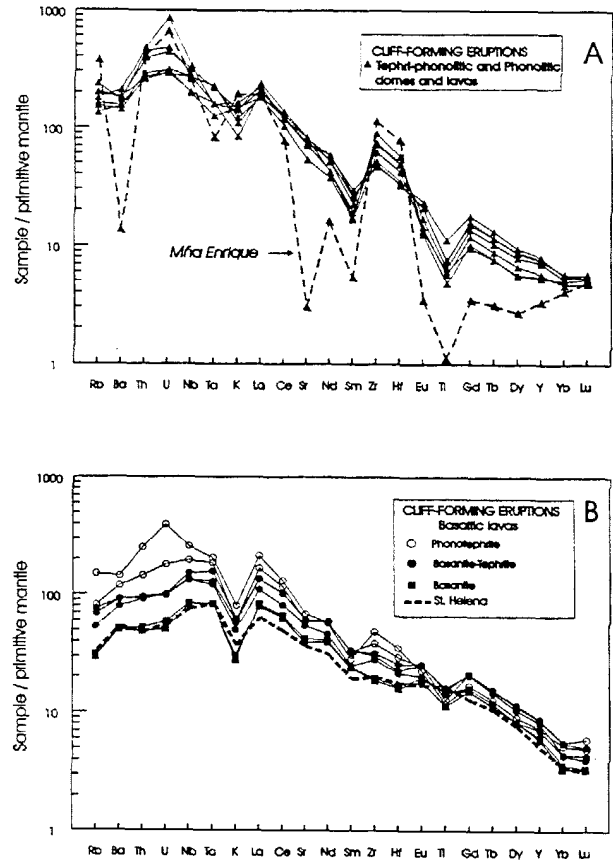 1000
100
10
1
Sample / primitive mantle
CLIFF-FORMING ERUPTIONS
Tephri-phonolitic and Phonolitic
domes and lavas
A
Mña Enrique
Rb Ba Th U Nb Ta K La Ce Sr Nd Sm Zr Hf Eu Ti Gd Tb Dy Y Yb Lu
1000
100
10
1
Sample / primitive mantle
CLIFF-FORMING ERUPTIONS
Basaltic lavas
Phonotephrite
Basanite-Tephrite
Basanite
St. Helena
B
Rb Ba Th U Nb Ta K La Ce Sr Nd Sm Zr Hf Eu Ti Gd Tb Dy Y Yb Lu